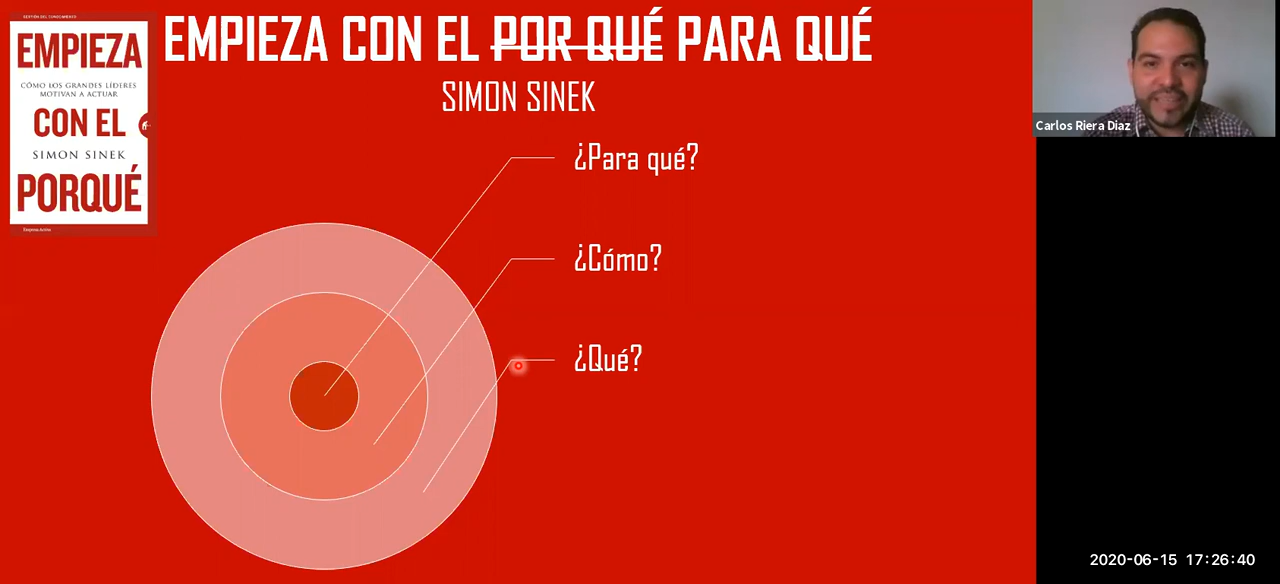 GESTIÓN DEL CONOCIMIENTO
EMPIEZA
CÓMO LOS GRANDES LÍDERES
MOTIVAN A ACTUAR
CON EL
SIMON SINEK
PORQUÉ
Empresa Activa
EMPIEZA CON EL POR QUÉ PARA QUÉ
SIMON SINEK
¿Para qué?
¿Cómo?
¿Qué?
Carlos Riera Diaz
2020-06-15 17:26:40